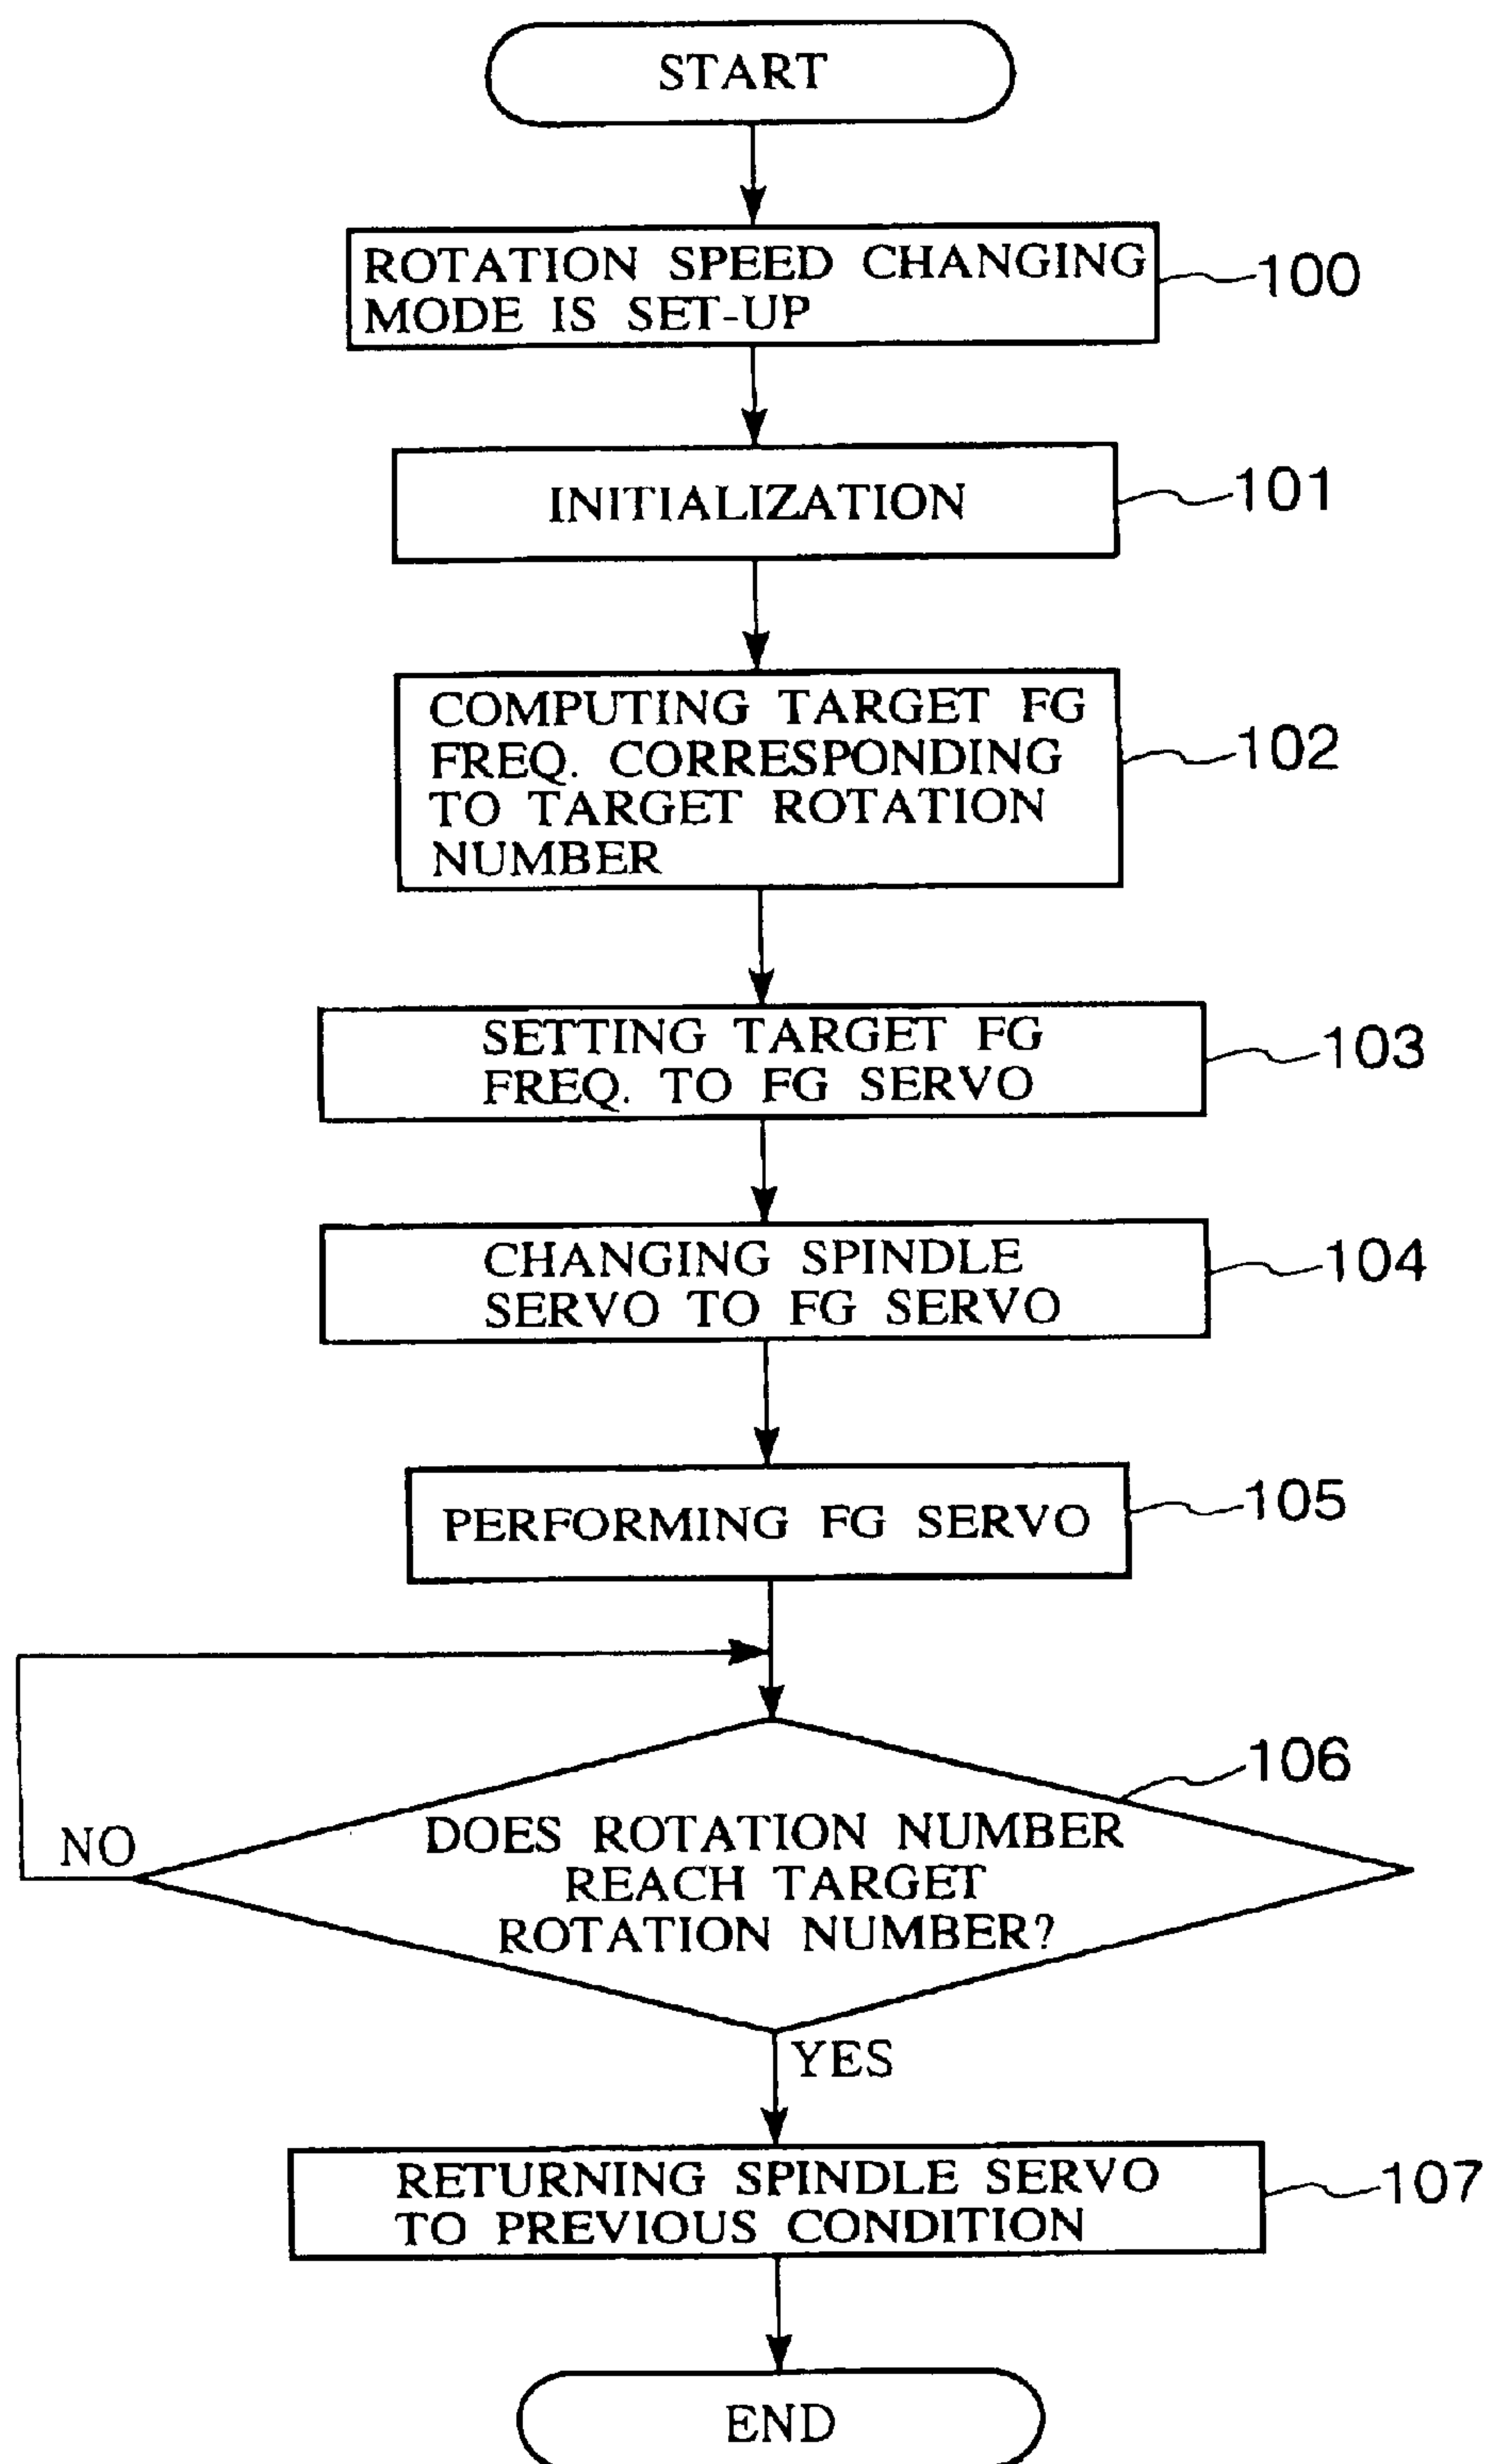 START
ROTATION SPEED CHANGING
MODE IS SET-UP
100
INITIALIZATION
101
COMPUTING TARGET FG
FREQ. CORRESPONDING
TO TARGET ROTATION
NUMBER
102
SETTING TARGET FG
FREQ. TO FG SERVO
103
CHANGING SPINDLE
SERVO TO FG SERVO
104
PERFORMING FG SERVO
105
106
NO
DOES ROTATION NUMBER
REACH TARGET
ROTATION NUMBER?
YES
RETURNING SPINDLE SERVO
TO PREVIOUS CONDITION
107
END